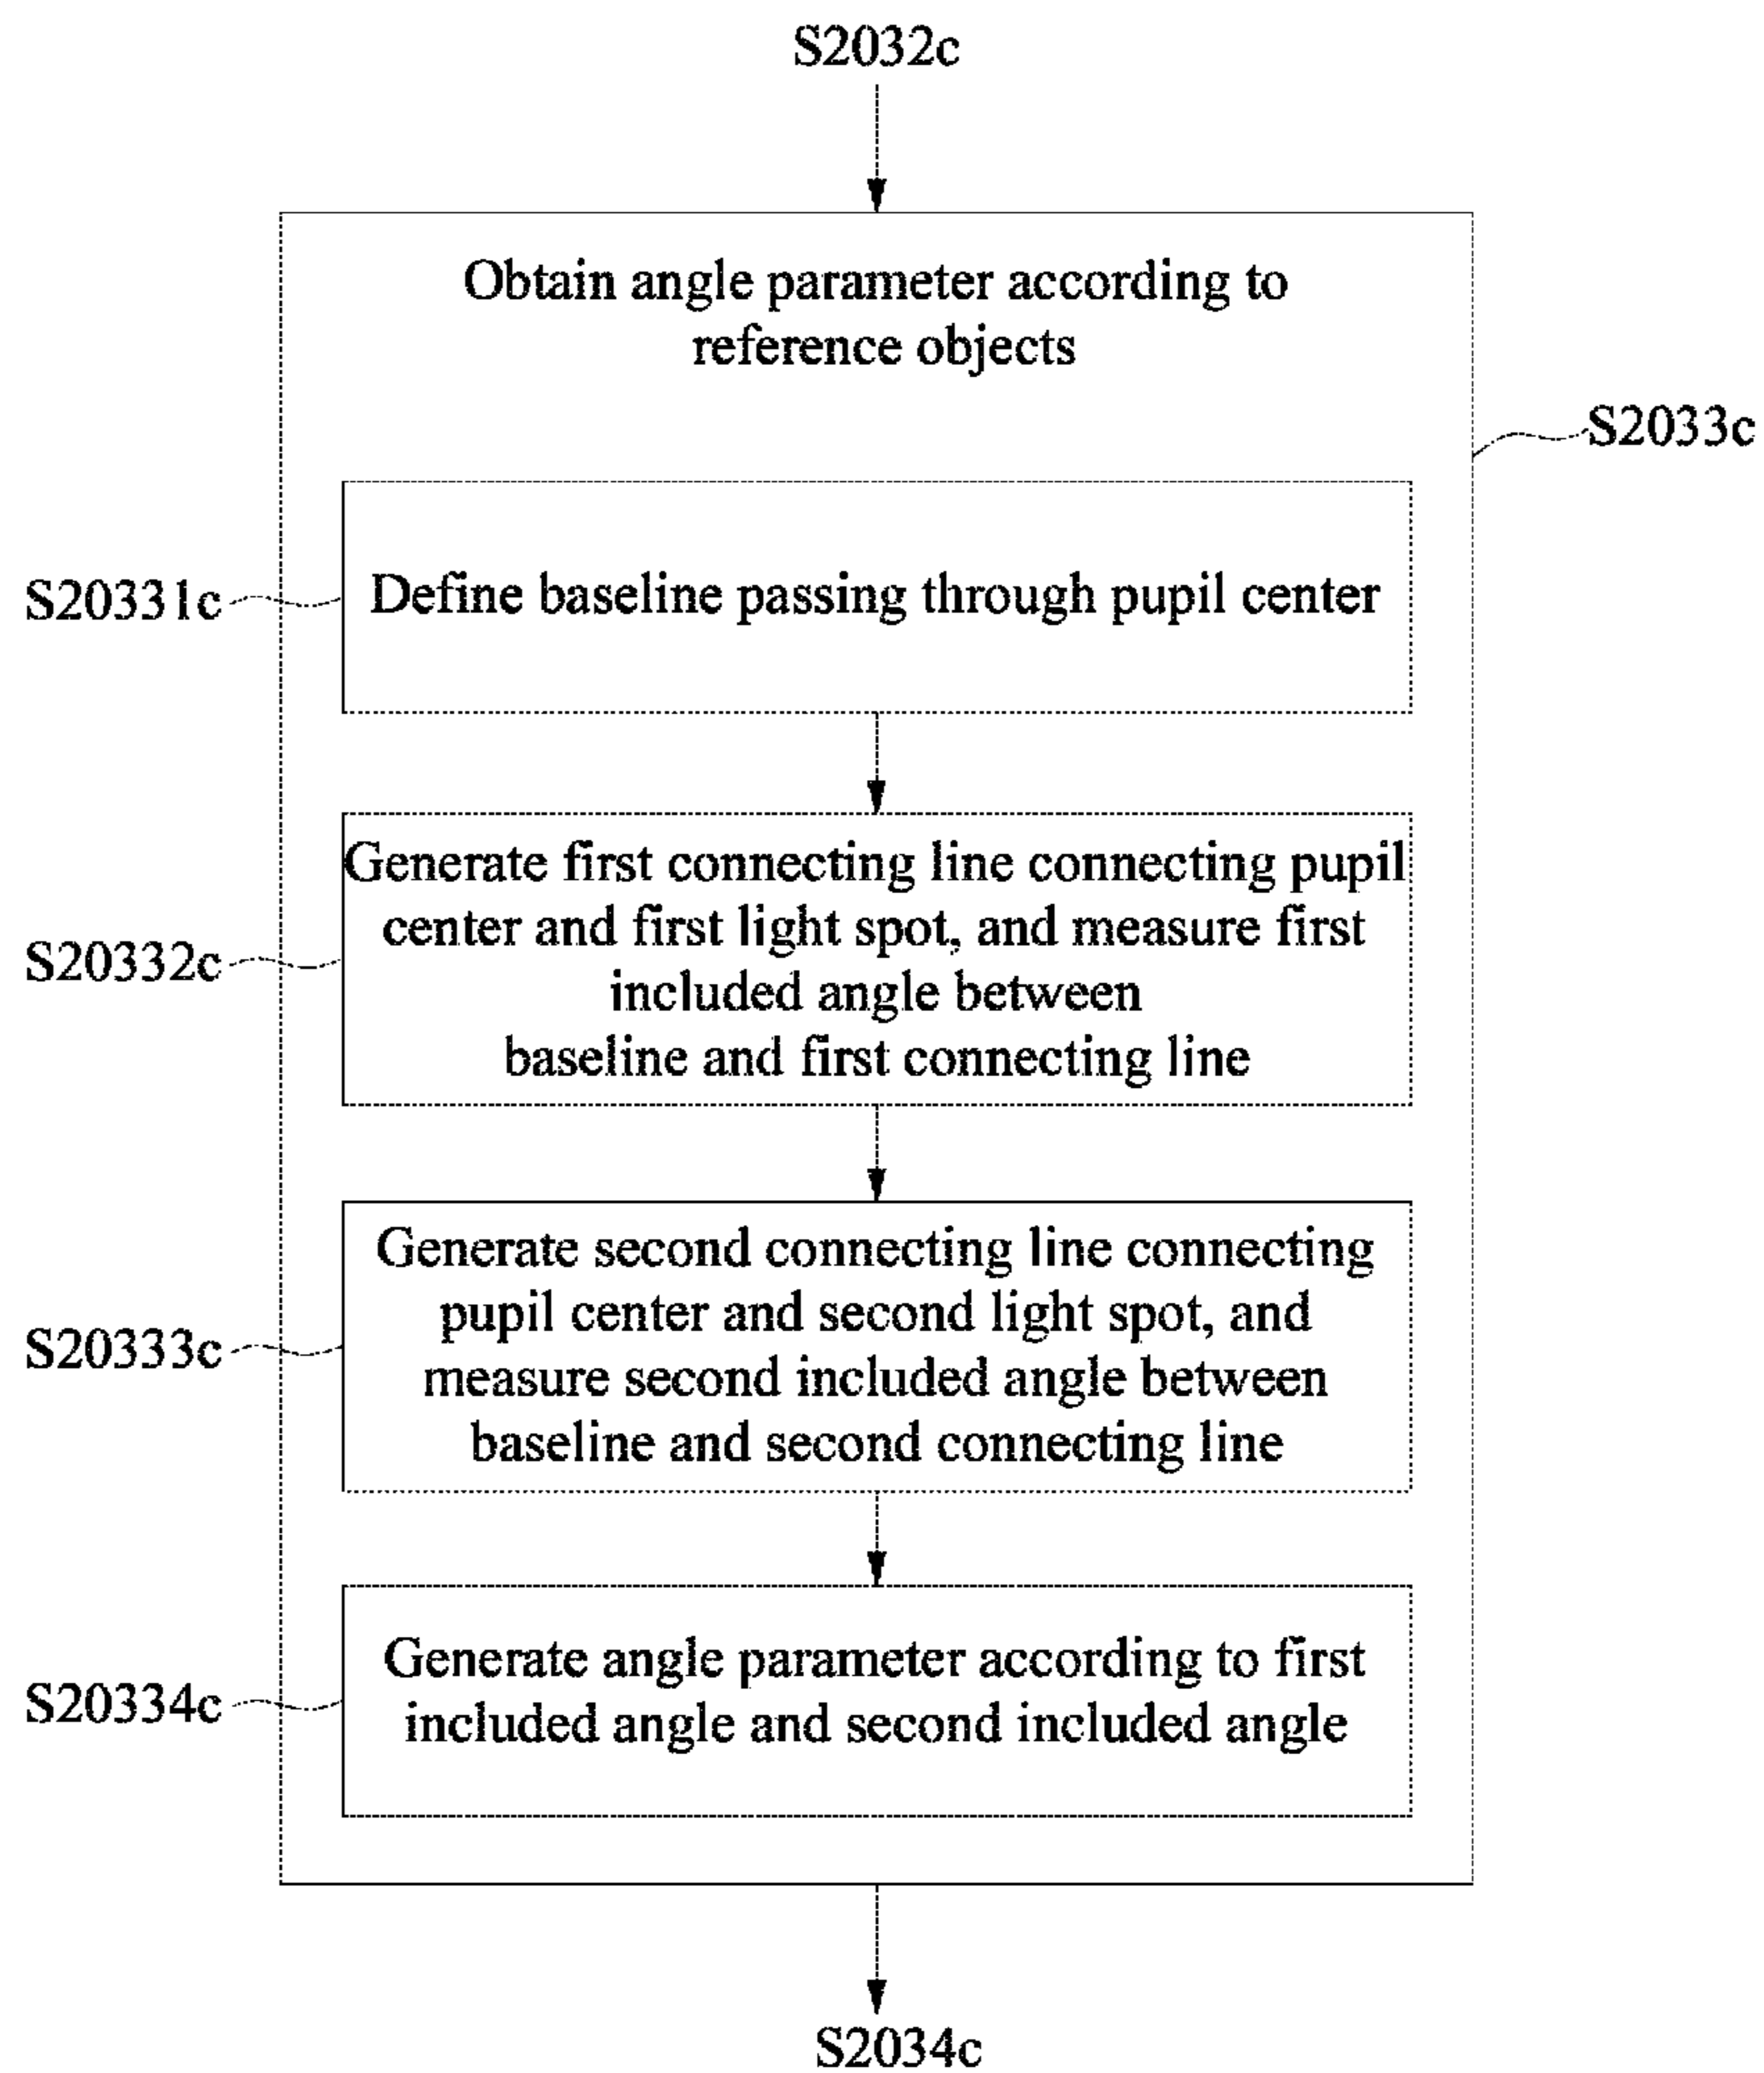 S2032c
Obtain angle parameter according to
reference objects
S2033c
S20331c
Define baseline passing through pupil center
Generate first connecting line connecting pupil
center and first light spot, and measure first
included angle between
baseline and first connecting line
S20332c
Generate second connecting line connecting
pupil center and second light spot, and
measure second included angle between
baseline and second connecting line
S20333c
Generate angle parameter according to first
included angle and second included angle
S20334c
S2034c